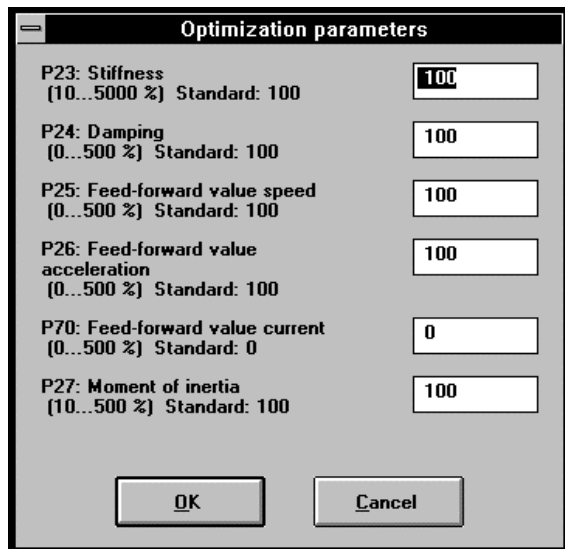 Optimization parameters
P23: Stiffness
(10...5000 %) Standard: 100
100
P24: Damping
(0...500 %) Standard: 100
100
P25: Feed-forward value speed
(0...500 %) Standard: 100
100
P26: Feed-forward value
acceleration
(0...500 %) Standard: 100
100
P70: Feed-forward value current
(0...500 %) Standard: 0
0
P27: Moment of inertia
(10...500 %) Standard: 100
100
OK
Cancel